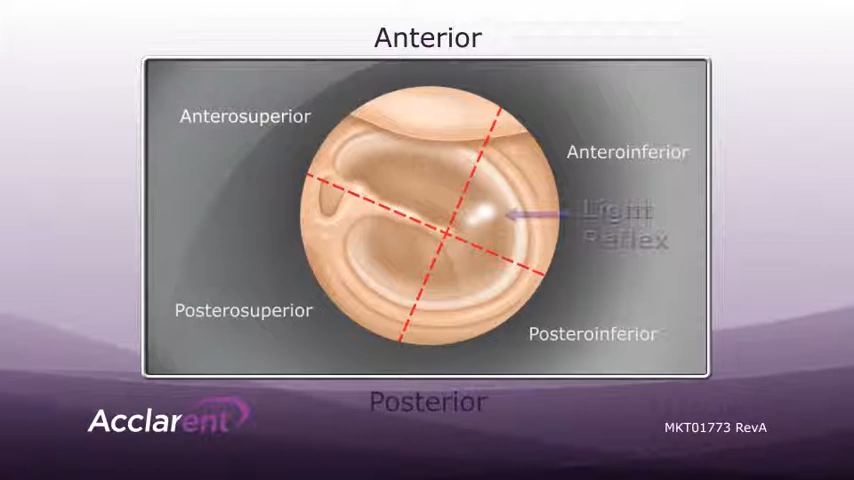 Anterior
Anterosuperior
Anteroinferior
Light
Reflex
Posterosuperior
Posteroinferior
Posterior
Acclarent
MKT01773 RevA